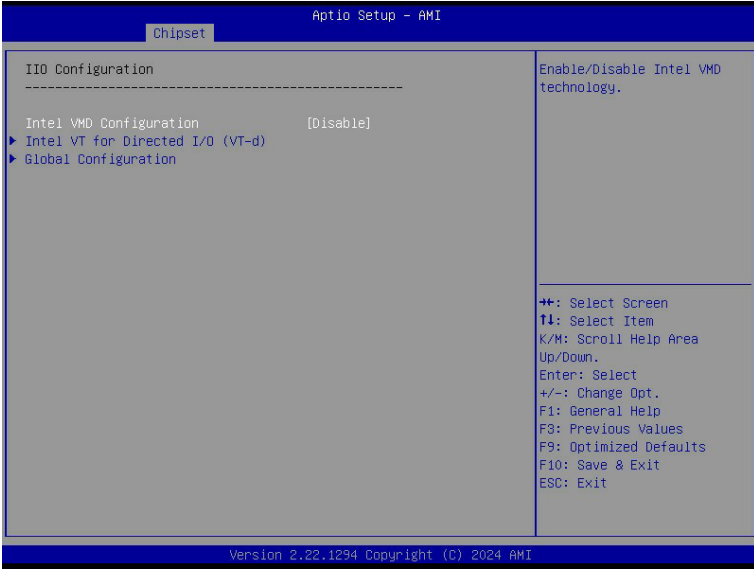 Aptio Setup – AMI
Chipset
IIO Configuration
--------------------------------------------------
Intel VMD Configuration [Disable]
Intel VT for Directed I/O (VT-d)
Global Configuration
Enable/Disable Intel VMD
technology.
→←: Select Screen
↑↓: Select Item
K/M: Scroll Help Area
Up/Down.
Enter: Select
+/-: Change Opt.
F1: General Help
F3: Previous Values
F9: Optimized Defaults
F10: Save & Exit
ESC: Exit
Version 2.22.1294 Copyright (C) 2024 AMI